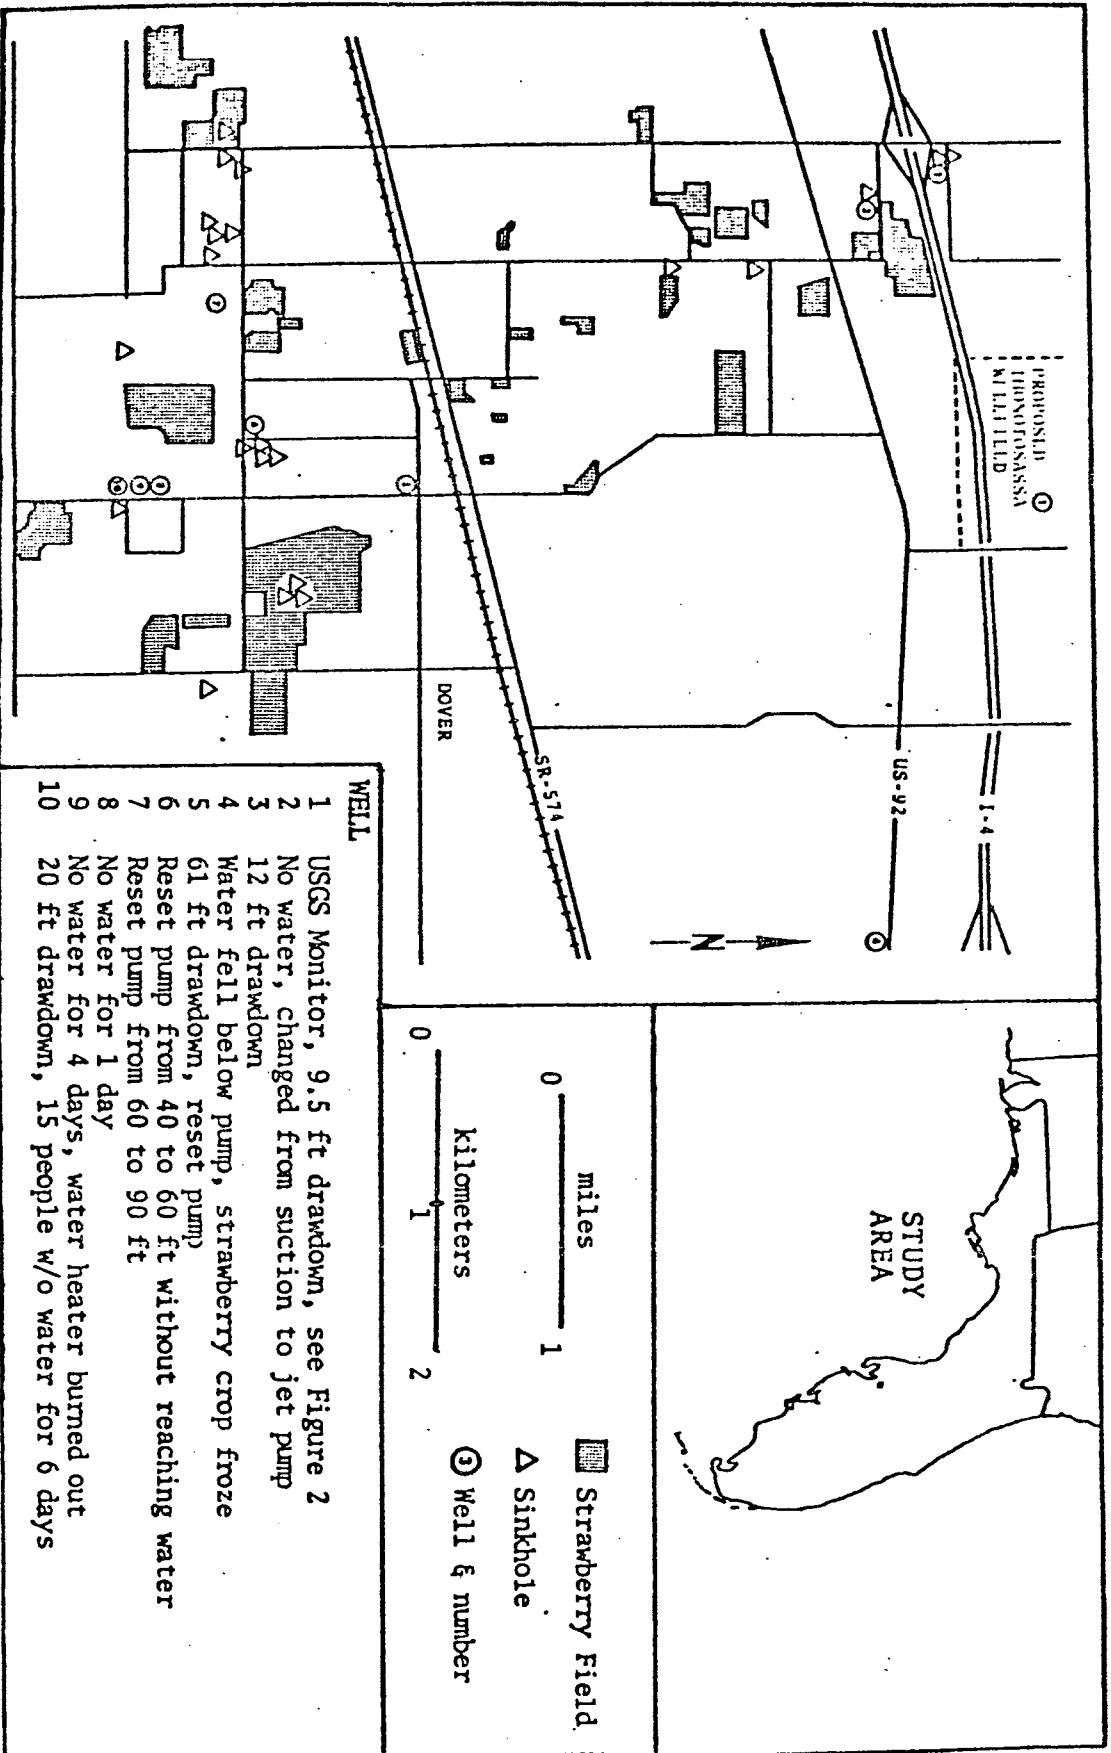 PROPOSED
THONOTOSASSA
WELLFIELD
I-4
US-92
SR-574
DOVER
N
STUDY
AREA
miles
0 1
kilometers
0 1 2
Strawberry Field
Sinkhole
3 Well & number
WELL
1 USGS Monitor, 9.5 ft drawdown, see Figure 2
2 No water, changed from suction to jet pump
3 12 ft drawdown
4 Water fell below pump, strawberry crop froze
5 61 ft drawdown, reset pump
6 Reset pump from 40 to 60 ft without reaching water
7 Reset pump from 60 to 90 ft
8 No water for 1 day
9 No water for 4 days, water heater burned out
10 20 ft drawdown, 15 people w/o water for 6 days